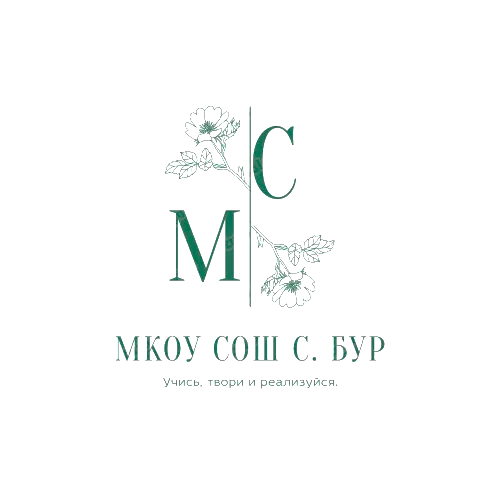 С
М
МКОУ СОШ С. БУР
Учись, твори и реализуйся.